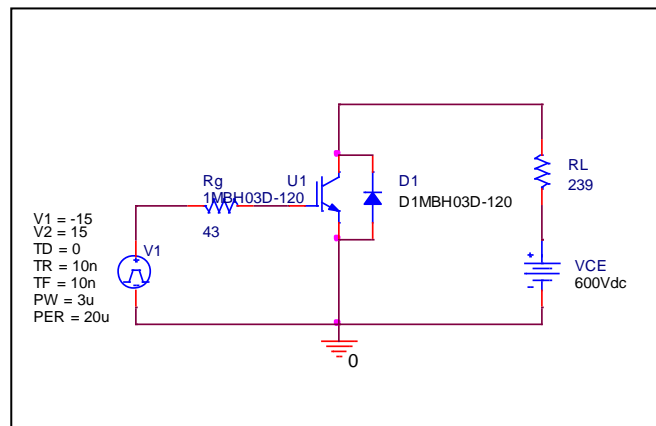 Rg
1MBH03D-120
43
U1
D1
D1MBH03D-120
RL
239
V1 = -15
V2 = 15
TD = 0
TR = 10n
TF = 10n
PW = 3u
PER = 20u
V1
+
-
+
-
VCE
600Vdc
0